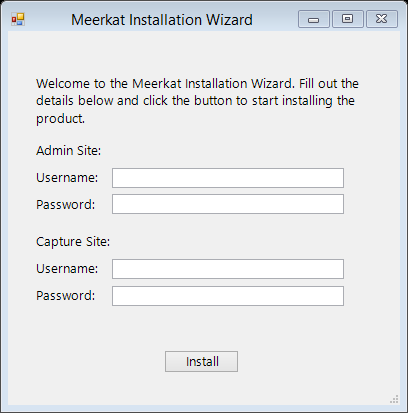 Meerkat Installation Wizard
Welcome to the Meerkat Installation Wizard. Fill out the
details below and click the button to start installing the
product.
Admin Site:
Username:
Password:
Capture Site:
Username:
Password:
Install